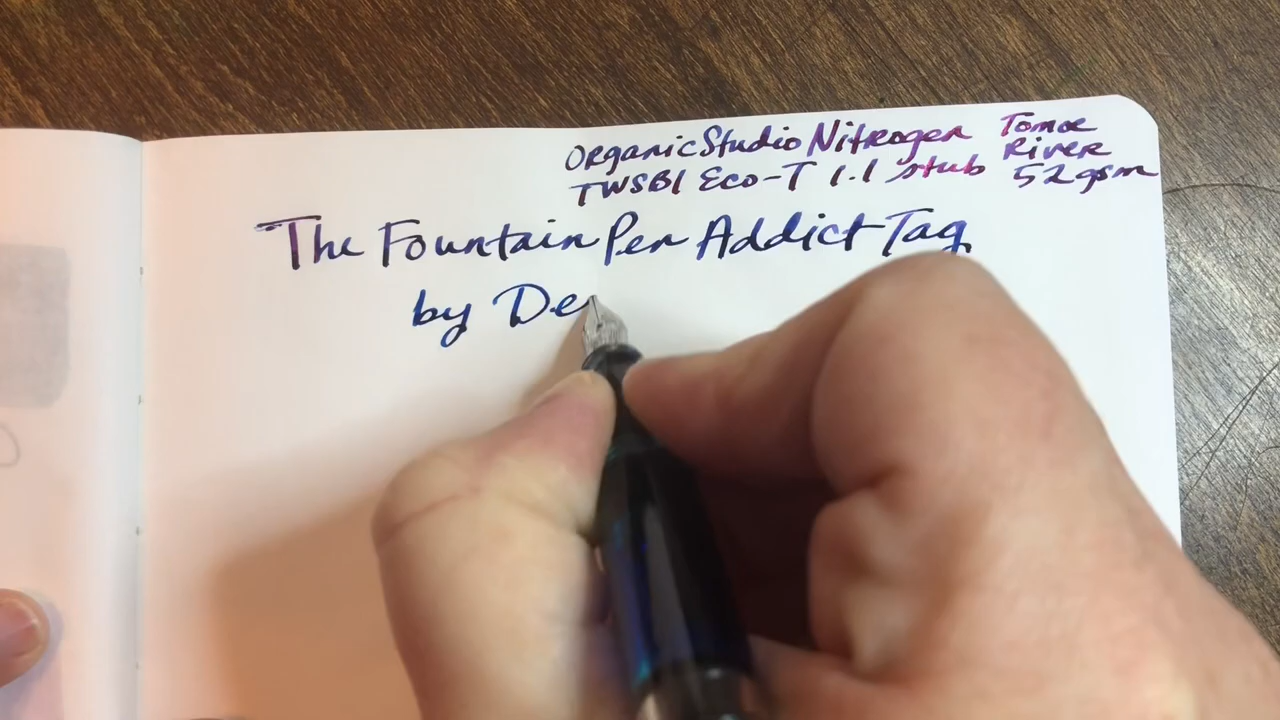 Organic Studio Nitrogen Tomoe
TWSBI Eco-T 1.1 stub River
52gsm
The Fountain Pen Addict Tag
by De